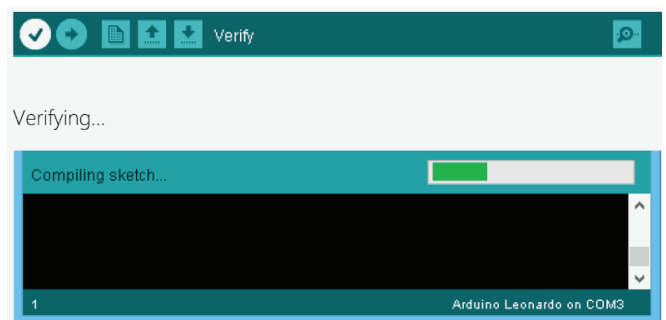 Verify
Verifying...
Compiling sketch...
1
Arduino Leonardo on COM3